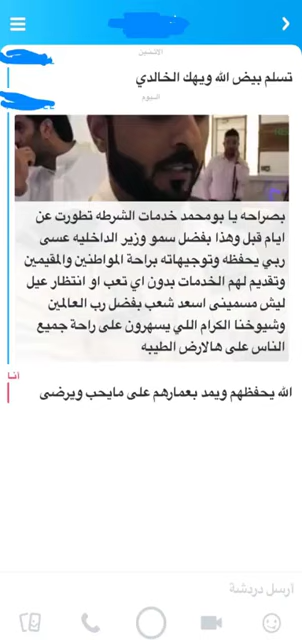 الاثنين
تسلم بيض الله ويهك الخالدي
اليوم
بصراحه يا بومحمد خدمات الشرطه تطورت عن
ايام قبل وهذا بفضل سمو وزير الداخليه عسى
ربي يحفظه وتوجيهاته براحة المواطنين والمقيمين
وتقديم لهم الخدمات بدون اي تعب او انتظار عيل
ليش مسمينى اسعد شعب بفضل رب العالمين
وشيوخنا الكرام اللي يسهرون على راحة جميع
الناس على هالارض الطيبه
أنا
الله يحفظهم ويمد بعمارهم على مايحب ويرضى
أرسل دردشة